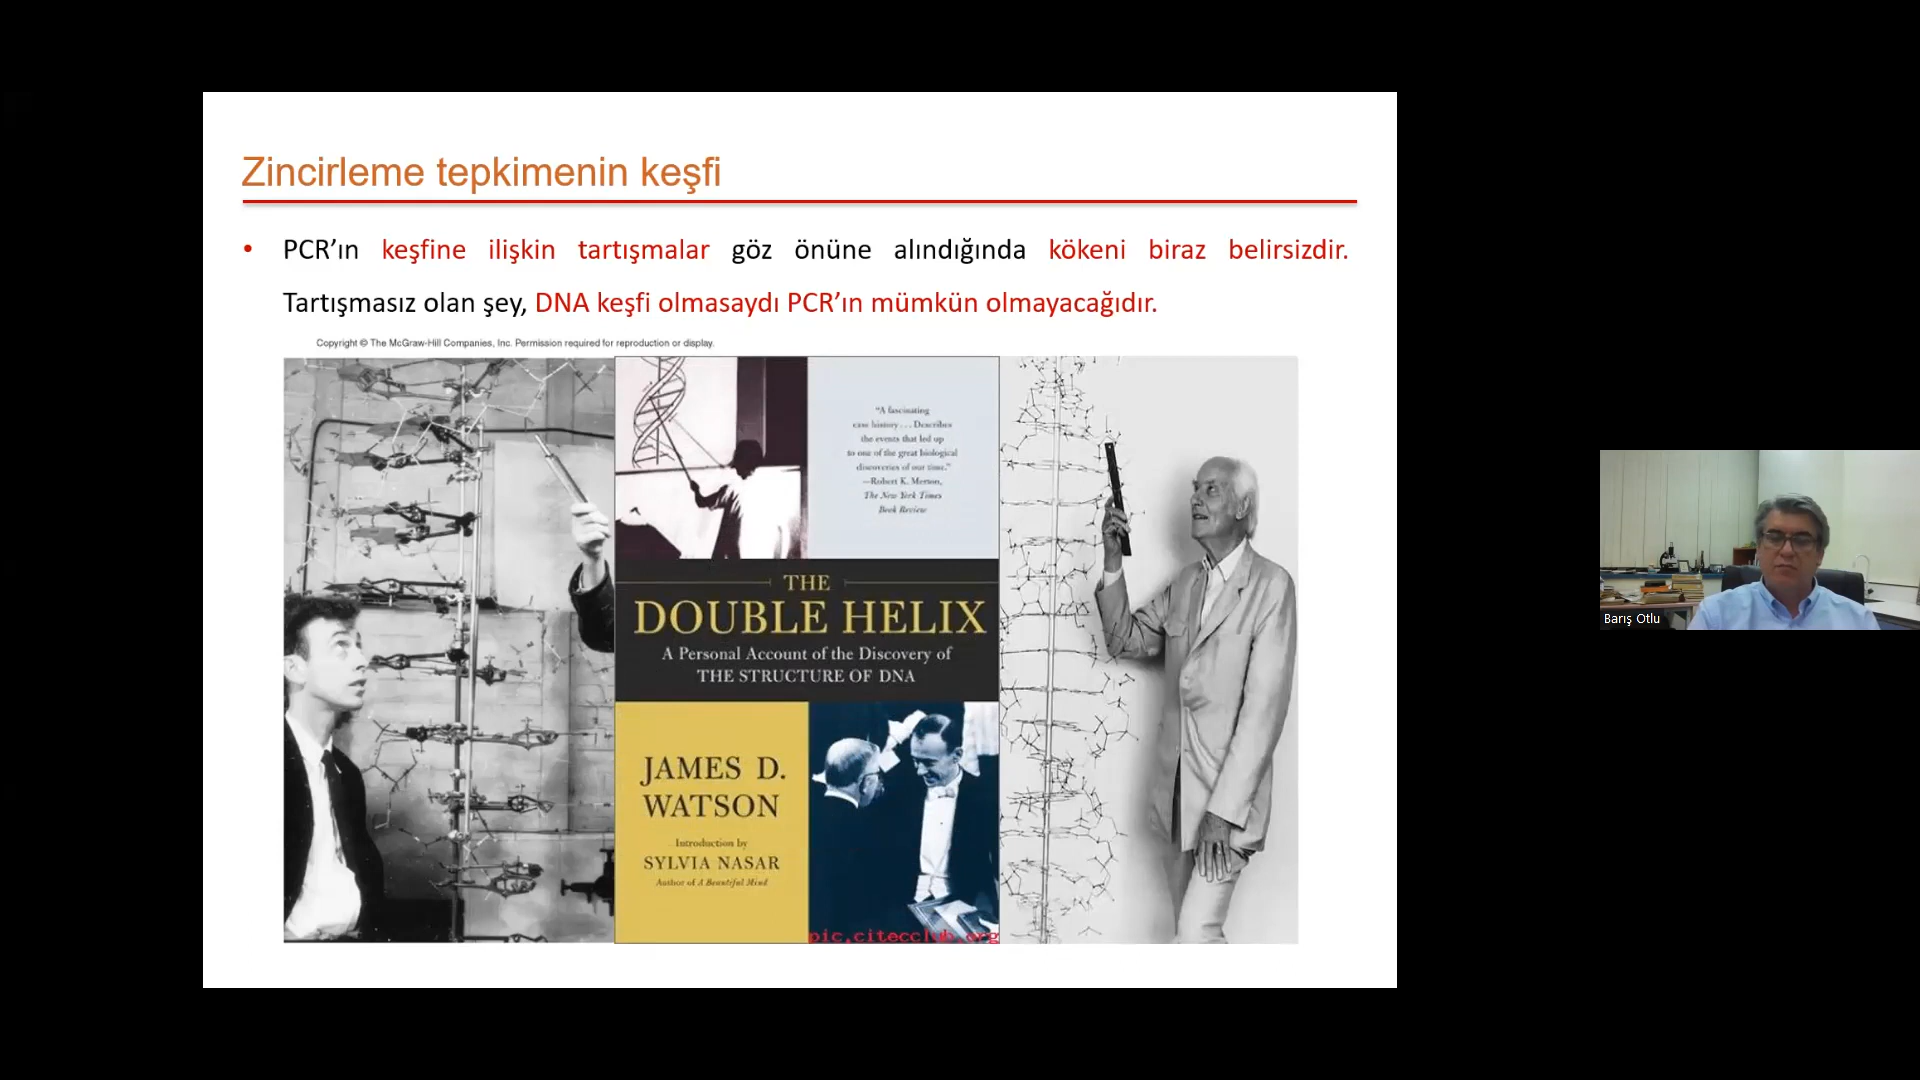 Zincirleme tepkimenin keşfi
• PCR’ın keşfine ilişkin tartışmalar göz önüne alındığında kökeni biraz belirsizdir.
Tartışmasız olan şey, DNA keşfi olmasaydı PCR’ın mümkün olmayacağıdır.
Copyright © The McGraw-Hill Companies, Inc. Permission required for reproduction or display.
“A fascinating
case history . . . Describes
the events that led up
to one of the great biological
discoveries of our time.”
—Robert K. Merton,
The New York Times
Book Review
THE
DOUBLE HELIX
A Personal Account of the Discovery of
THE STRUCTURE OF DNA
JAMES D.
WATSON
Introduction by
SYLVIA NASAR
Author of A Beautiful Mind
pic.citecclub.org
Barış Otlu